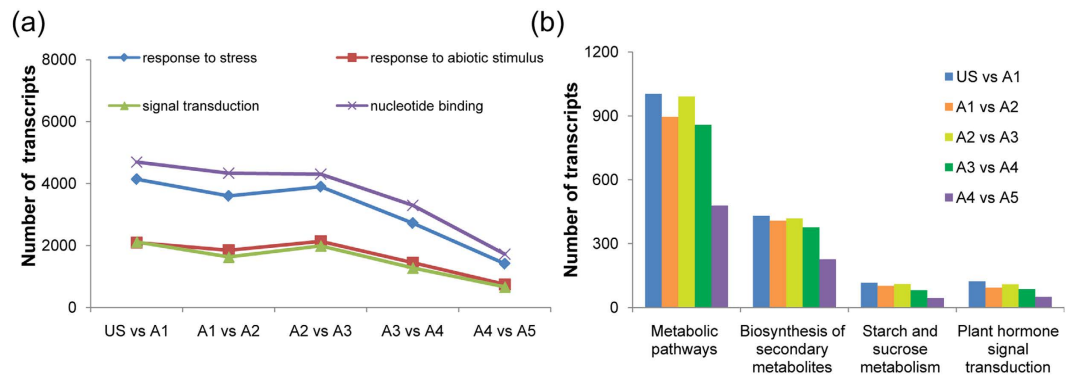 (a)
Number of transcripts
8000
6000
4000
2000
0
response to stress
response to abiotic stimulus
signal transduction
nucleotide binding
US vs A1
A1 vs A2
A2 vs A3
A3 vs A4
A4 vs A5
(b)
Number of transcripts
1200
900
600
300
0
US vs A1
A1 vs A2
A2 vs A3
A3 vs A4
A4 vs A5
Metabolic
pathways
Biosynthesis of
secondary
metabolites
Starch and
sucrose
metabolism
Plant hormone
signal
transduction